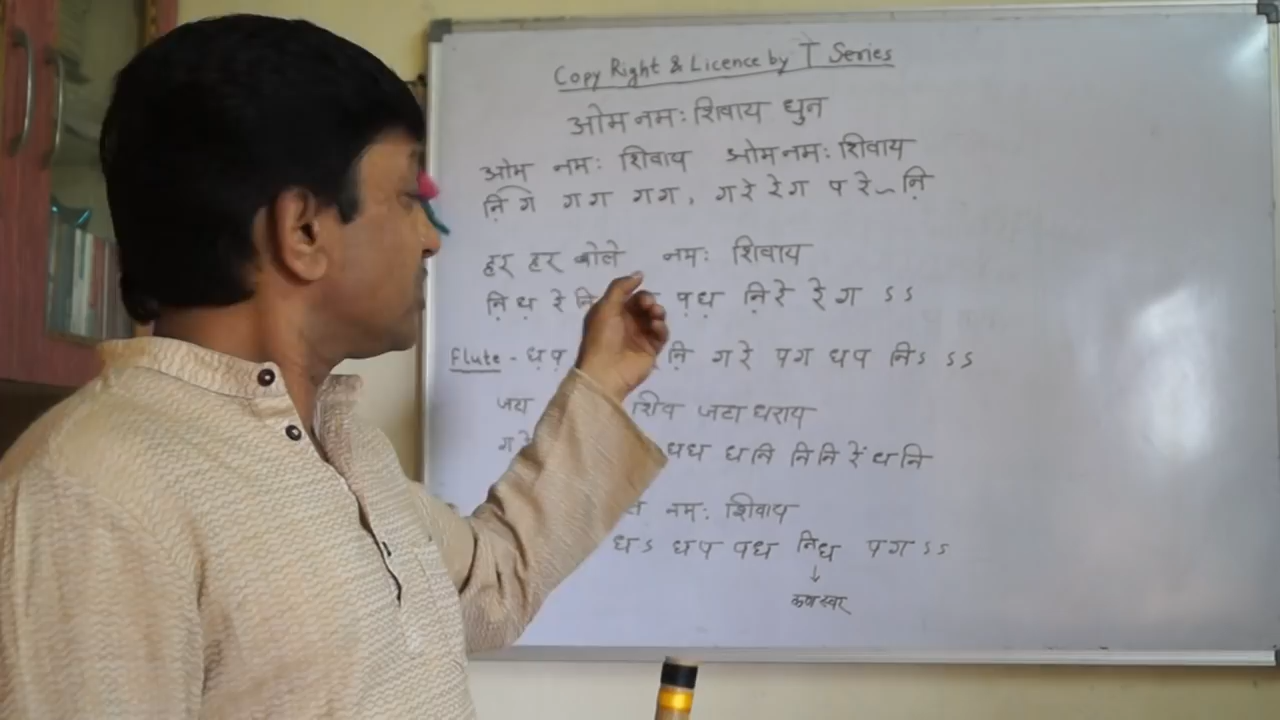 Copy Right & Licence by T Series
ओम नमः शिवाय धुन
ओम नमः शिवाय ओम नमः शिवाय
नि़ ग ग ग ग ग , ग रे रे ग प रे ~ नि़
हर हर बोले नमः शिवाय
नि़ ध़ रे नि़ प़ ध़ नि़ रे रे ग ऽ ऽ
Flute - ध़ प़ नि़ ग रे प ग ध प नि ऽ ऽ ऽ
जय शिव जटा धराय
ग रे ध ध ध नि नि नि रें ध नि
नमः शिवाय
ध ऽ ध प प ध नि ध प ग ऽ ऽ
↓
कण स्वर